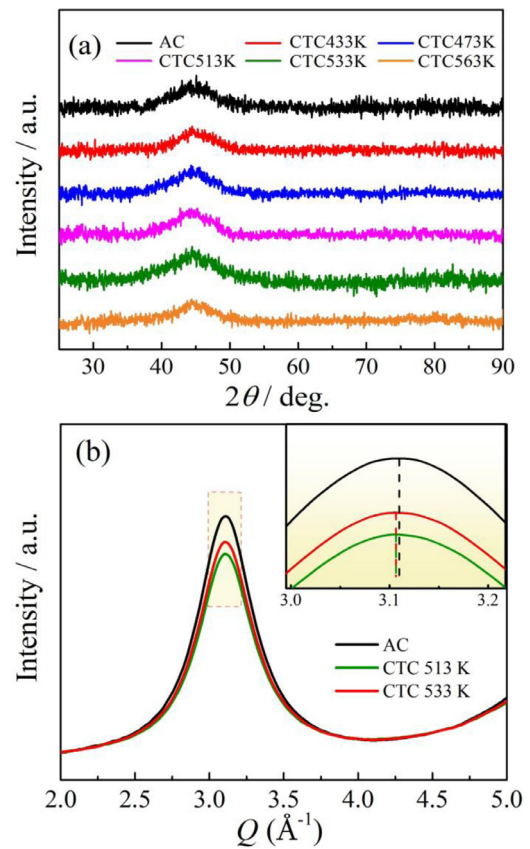 (a)
AC CTC433K CTC473K
CTC513K CTC533K CTC563K
Intensity / a.u.
30 40 50 60 70 80 90
2θ / deg.
(b)
3.0 3.1 3.2
AC
CTC 513 K
CTC 533 K
Intensity / a.u.
2.0 2.5 3.0 3.5 4.0 4.5 5.0
Q (Å⁻¹)